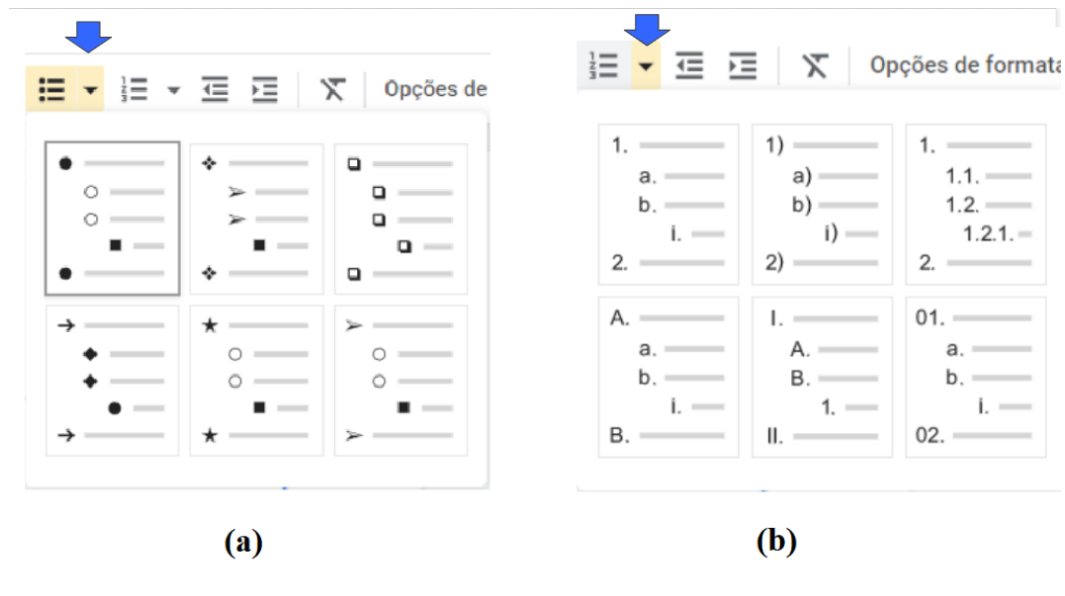 Opções de
Opções de formata
1.
a.
b.
i.
2.
1)
a)
b)
i)
2)
1.
1.1.
1.2.
1.2.1.
2.
A.
a.
b.
i.
B.
I.
A.
B.
1.
II.
01.
a.
b.
i.
02.
(a)
(b)